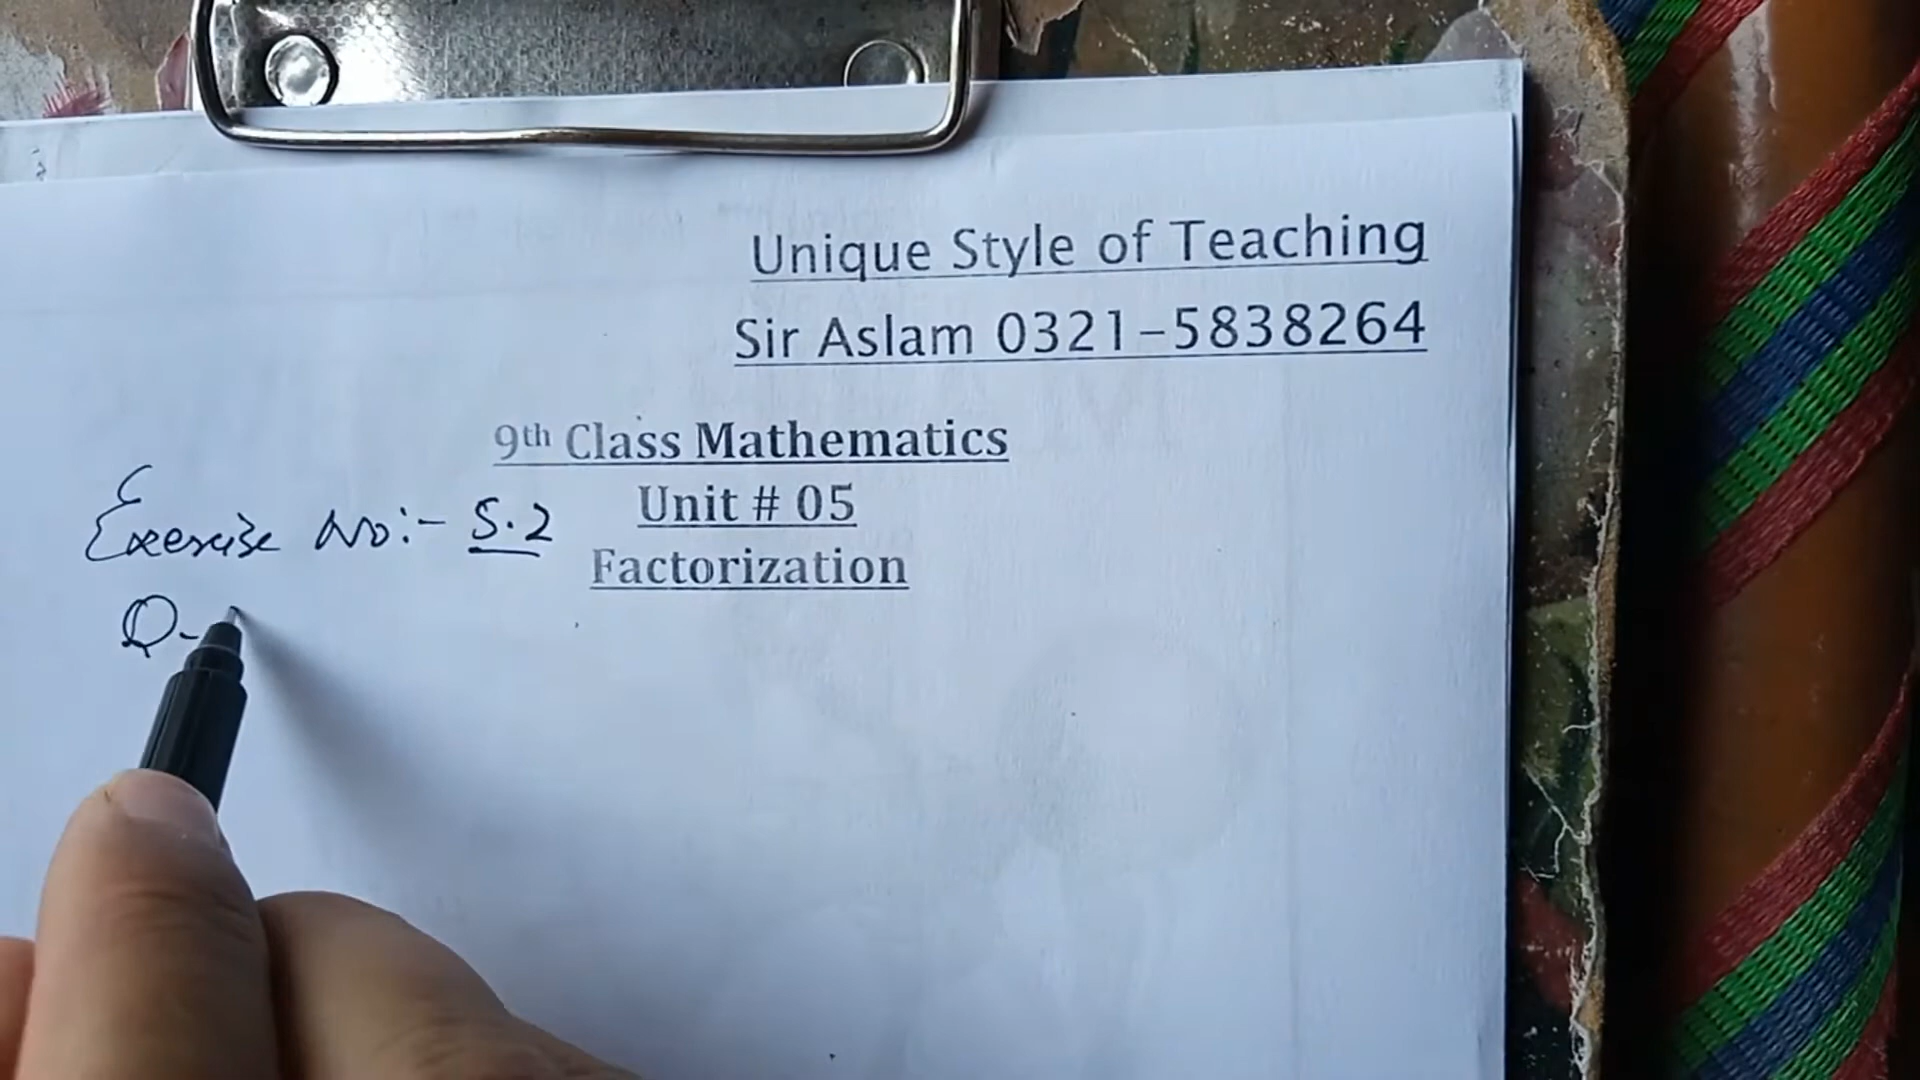 Unique Style of Teaching
Sir Aslam 0321-5838264
9th Class Mathematics
Unit # 05
Factorization
Exercise No:- 5.2
Q-